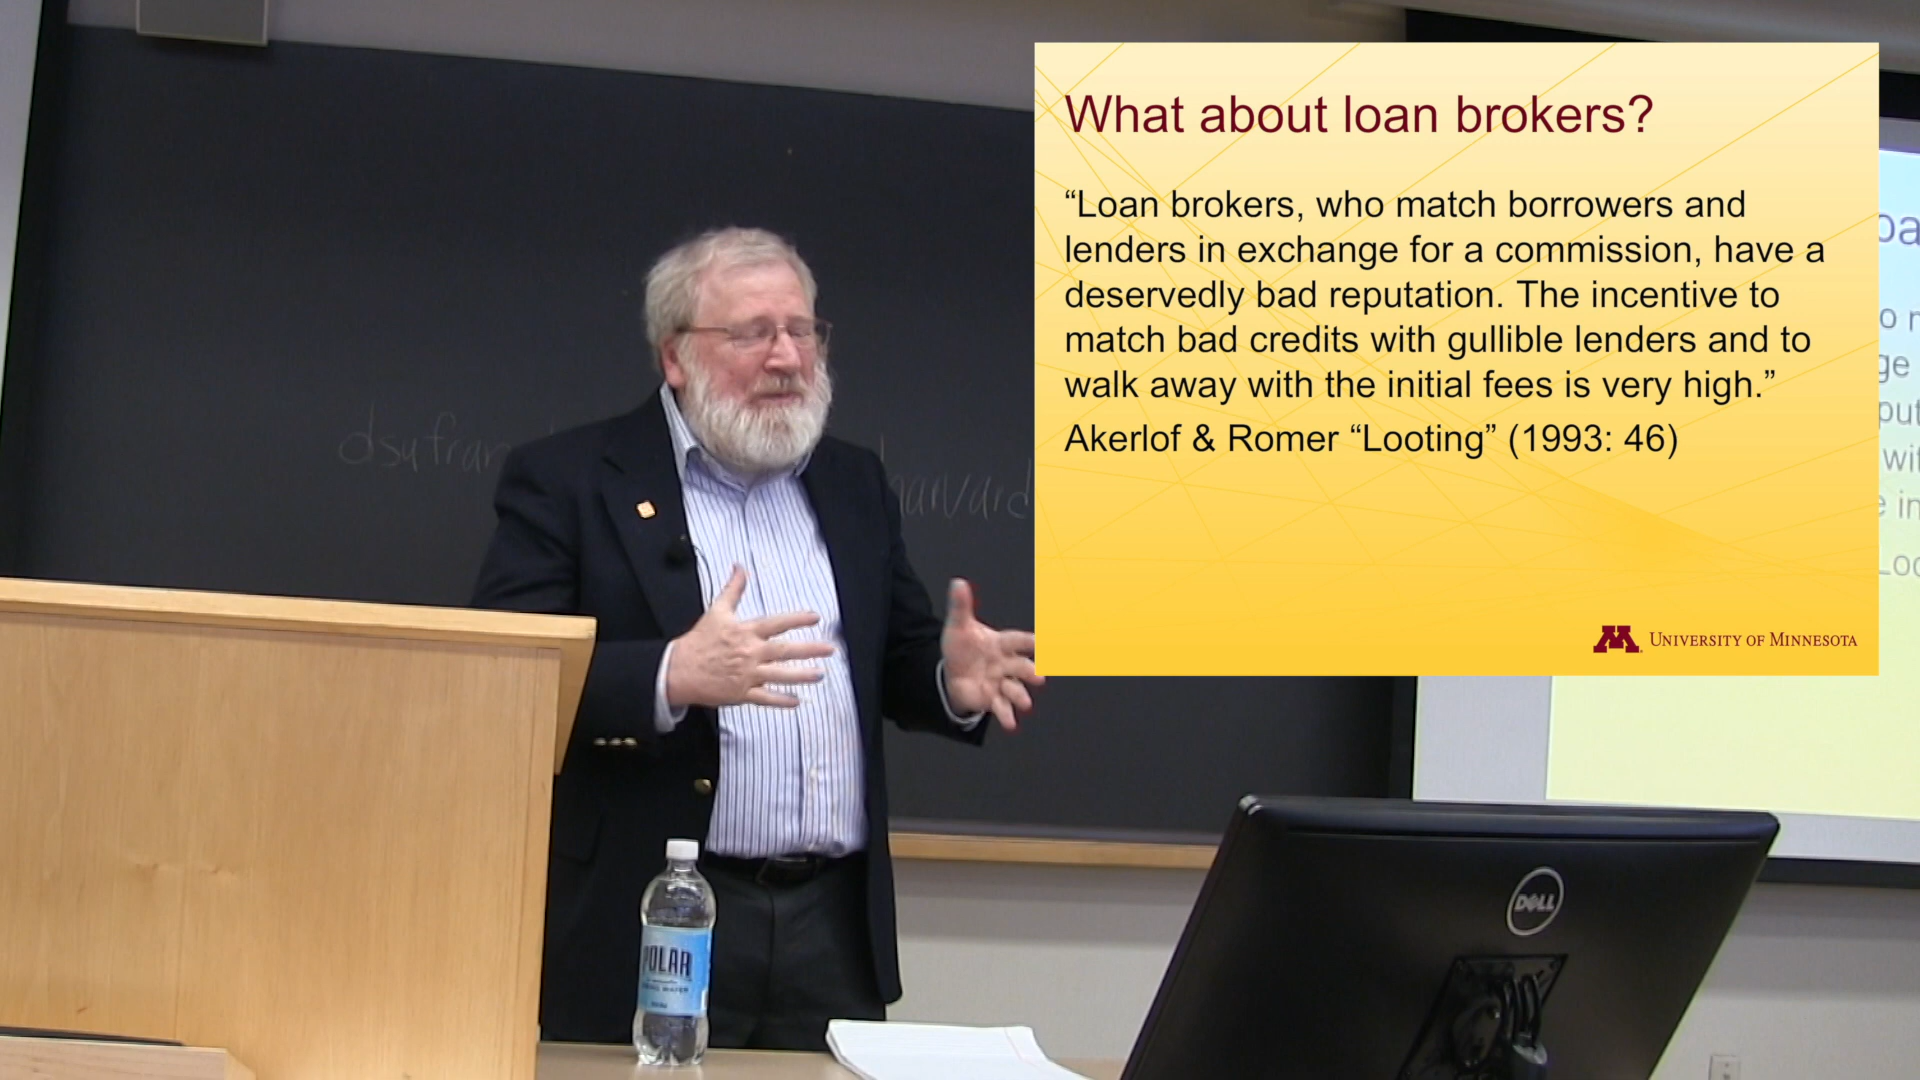 What about loan brokers?
“Loan brokers, who match borrowers and
lenders in exchange for a commission, have a
deservedly bad reputation. The incentive to
match bad credits with gullible lenders and to
walk away with the initial fees is very high.”
Akerlof & Romer “Looting” (1993: 46)
M UNIVERSITY OF MINNESOTA
harvard
POLAR
DELL